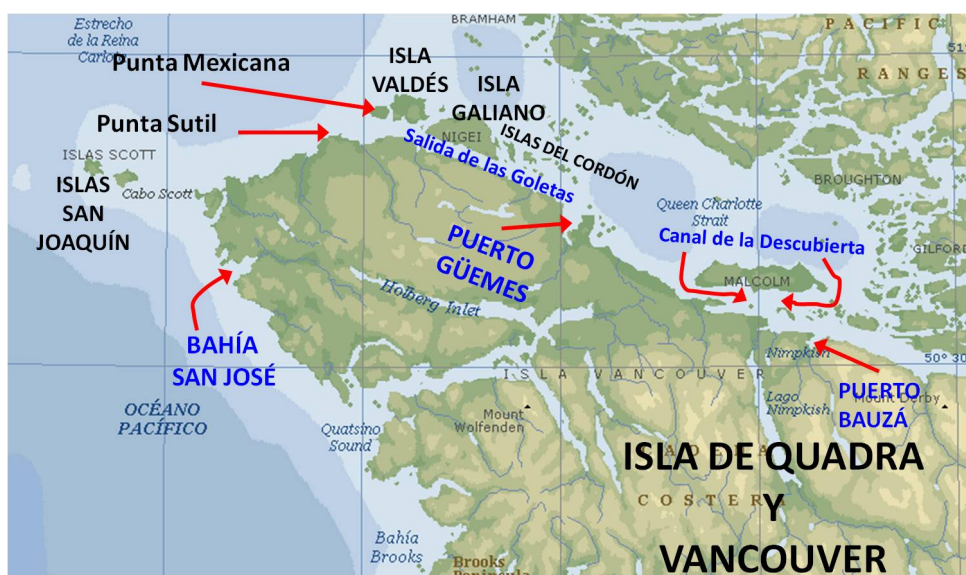 Estrecho
de la Reina
Carlota
BRAMHAM
PACIFIC
RANGES
51°
Punta Mexicana
ISLA
VALDÉS
ISLA
GALIANO
Punta Sutil
NIGEI
ISLAS DEL CORDÓN
Salida de las Goletas
ISLAS SCOTT
Cabo Scott
ISLAS
SAN
JOAQUÍN
BROUGHTON
Queen Charlotte
Strait
Canal de la Descubierta
GILFORD
MALCOLM
PUERTO
GÜEMES
Holberg Inlet
BAHÍA
SAN JOSÉ
Nimpkish
50° 30
ISLA VANCOUVER
PUERTO
BAUZÁ
Lago
Nimpkish
Mount Derby
OCÉANO
PACÍFICO
Mount
Wolfenden
Quatsino
Sound
ISLA DE QUADRA
Y
VANCOUVER
COSTERA
Bahía
Brooks
Brooks